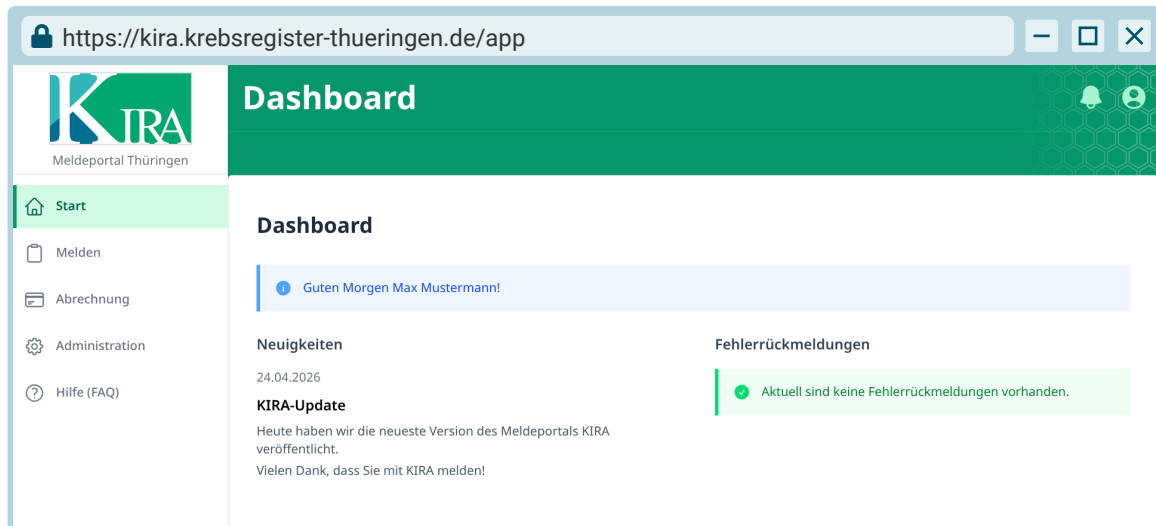 https://kira.krebsregister-thueringen.de/app
KIRA
Meldeportal Thüringen
Dashboard
Start
Melden
Abrechnung
Administration
Hilfe (FAQ)
Dashboard
Guten Morgen Max Mustermann!
Neuigkeiten
24.04.2026
KIRA-Update
Heute haben wir die neueste Version des Meldeportals KIRA
veröffentlicht.
Vielen Dank, dass Sie mit KIRA melden!
Fehlerrückmeldungen
Aktuell sind keine Fehlerrückmeldungen vorhanden.